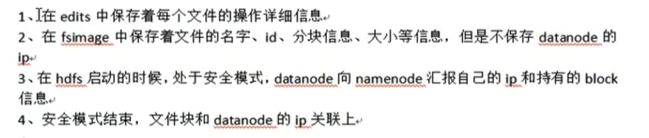 1、在 edits 中保存着每个文件的操作详细信息
2、在 fsimage 中保存着文件的名字、id、分块信息、大小等信息，但是不保存 datanode 的
ip
3、在 hdfs 启动的时候，处于安全模式，datanode 向 namenode 汇报自己的 ip 和持有的 block
信息
4、安全模式结束，文件块和 datanode 的 ip 关联上